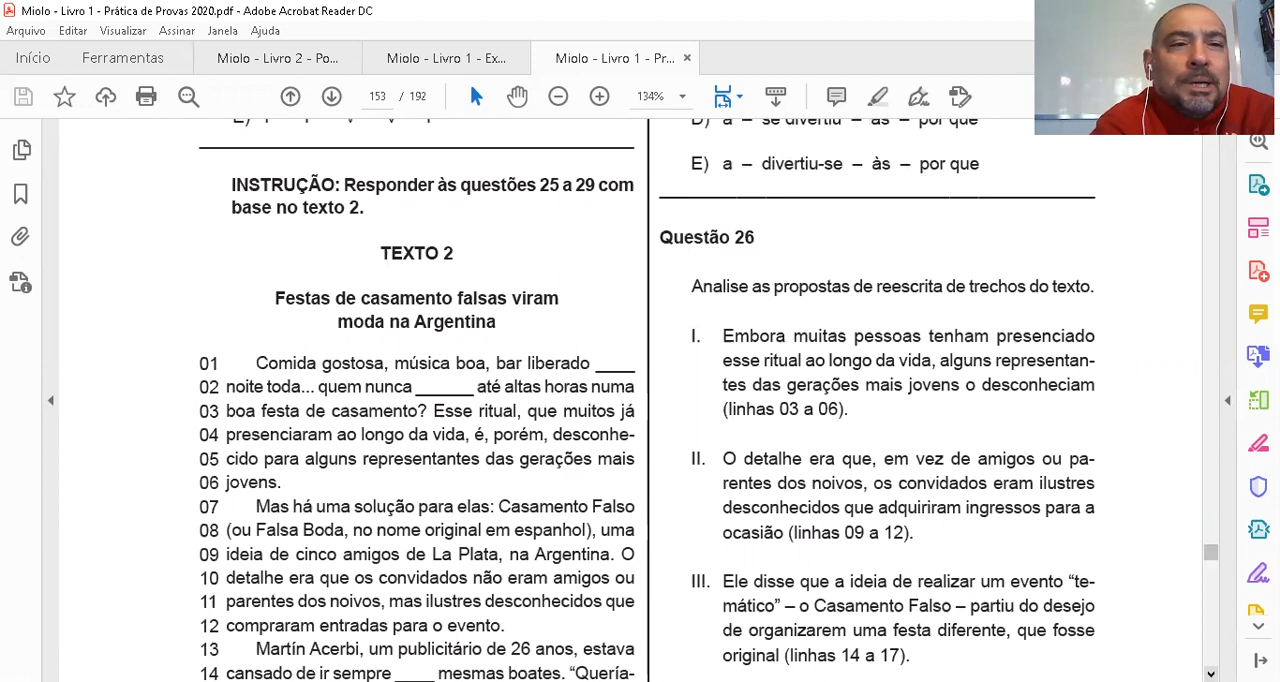 Miolo - Livro 1 - Prática de Provas 2020.pdf - Adobe Acrobat Reader DC
Arquivo Editar Visualizar Assinar Janela Ajuda
Início Ferramentas Miolo - Livro 2 - Po... Miolo - Livro 1 - Ex... Miolo - Livro 1 - Pr... ×
153 / 192 134%
INSTRUÇÃO: Responder às questões 25 a 29 com
base no texto 2.
TEXTO 2
Festas de casamento falsas viram
moda na Argentina
01 Comida gostosa, música boa, bar liberado ____
02 noite toda... quem nunca ______ até altas horas numa
03 boa festa de casamento? Esse ritual, que muitos já
04 presenciaram ao longo da vida, é, porém, desconhe-
05 cido para alguns representantes das gerações mais
06 jovens.
07 Mas há uma solução para elas: Casamento Falso
08 (ou Falsa Boda, no nome original em espanhol), uma
09 ideia de cinco amigos de La Plata, na Argentina. O
10 detalhe era que os convidados não eram amigos ou
11 parentes dos noivos, mas ilustres desconhecidos que
12 compraram entradas para o evento.
13 Martín Acerbi, um publicitário de 26 anos, estava
14 cansado de ir sempre ____ mesmas boates. “Quería-
D) a – se divertiu – às – por que
E) a – divertiu-se – às – por que
Questão 26
Analise as propostas de reescrita de trechos do texto.
I. Embora muitas pessoas tenham presenciado
esse ritual ao longo da vida, alguns representan-
tes das gerações mais jovens o desconheciam
(linhas 03 a 06).
II. O detalhe era que, em vez de amigos ou pa-
rentes dos noivos, os convidados eram ilustres
desconhecidos que adquiriram ingressos para a
ocasião (linhas 09 a 12).
III. Ele disse que a ideia de realizar um evento “te-
mático” – o Casamento Falso – partiu do desejo
de organizarem uma festa diferente, que fosse
original (linhas 14 a 17).